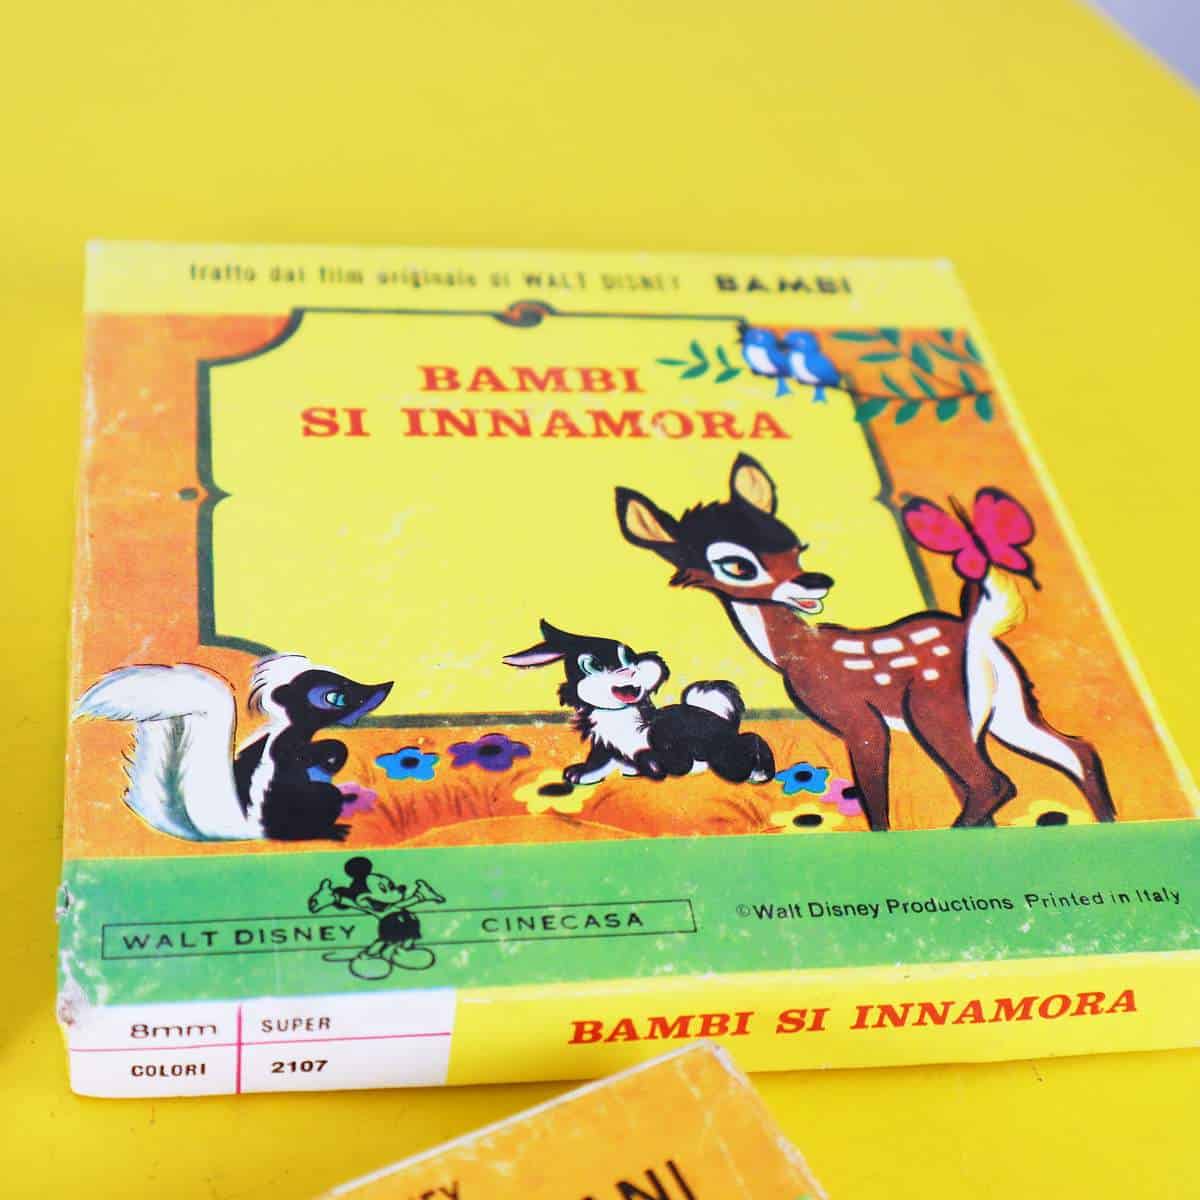 tratto dal film originale di WALT DISNEY BAMBI
BAMBI
SI INNAMORA
WALT DISNEY CINECASA
©Walt Disney Productions Printed in Italy
8mm SUPER
COLORI 2107
BAMBI SI INNAMORA